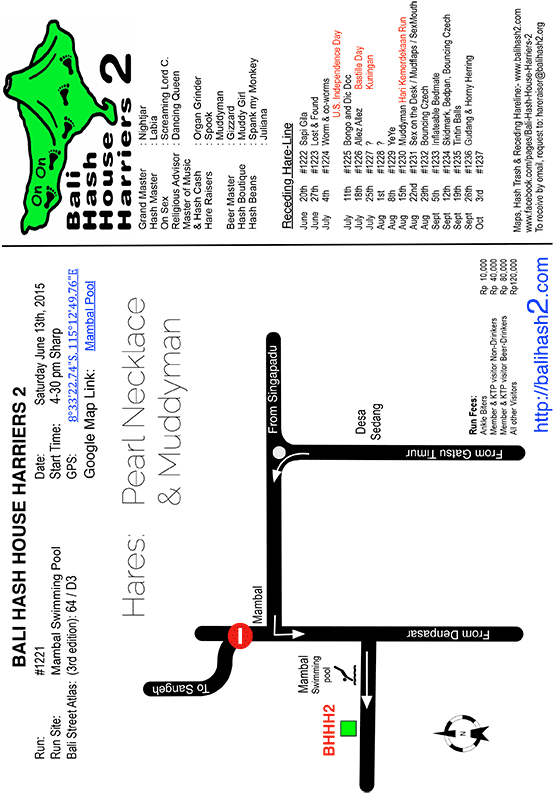 BALI HASH HOUSE HARRIERS 2
Run: #1221
Run Site: Mambal Swimming Pool
Bali Street Atlas: (3rd edition): 64 / D3
Date: Saturday June 13th, 2015
Start Time: 4-30 pm Sharp
GPS: 8°33'22.74"S. 115°12'49.76"E
Google Map Link: Mambal Pool
Hares: Pearl Necklace
& Muddyman
To Sangeh
Mambal
From Singapadu
Desa
Sedang
From Denpasar
From Gatsu Timur
Mambal
Swimming
pool
BHHH2
N
Run Fees:
Ankle Biters Rp 10,000
Member & KTP visitor Non-Drinkers Rp 40,000
Member & KTP visitor Beer-Drinkers Rp 80,000
All other Visitors Rp120,000
http://balihash2.com
On On
Bali
Hash
House
Harriers 2
Grand Master : Nightjar
Hash Master : Labia
On Sex : Screaming Lord C.
Religious Advisor : Dancing Queen
Master of Music
& Hash Cash : Organ Grinder
Hare Raisers : Spook
: Muddyman
Beer Master : Gizzard
Hash Boutique : Muddy Girl
Hash Beans : Spank my Monkey
: Juliana
Receding Hare-Line
June 20th #1222 Sapi Gila
June 27th #1223 Lost & Found
July 4th #1224 Worm & co-worms
U.S. Independence Day
July 11th #1225 Bongo and Dic Doc
July 18th #1226 Allez Allez Bastille Day
July 25th #1227 ? Kuningan
Aug 1st #1228 ?
Aug 8th #1229 YeYe
Aug 15th #1230 Muddyman Hari Kemerdekaan Run
Aug 22nd #1231 Sex on the Desk / Mudflaps / SexMouth
Aug 29th #1232 Bouncing Czech
Sept 5th #1233 Inflateable Bedmate
Sept 12th #1234 Skidmark, Bedpan, Bouncing Czech
Sept 19th #1235 Tintin Balls
Sept 26th #1236 Gudang & Horny Herring
Oct 3rd #1237
Maps, Hash Trash & Receding Hareline:- www.balihash2.com
www.facebook.com/pages/Bali-Hash-House-Harriers-2
To receive by email, request to: hareraiser@balihash2.org